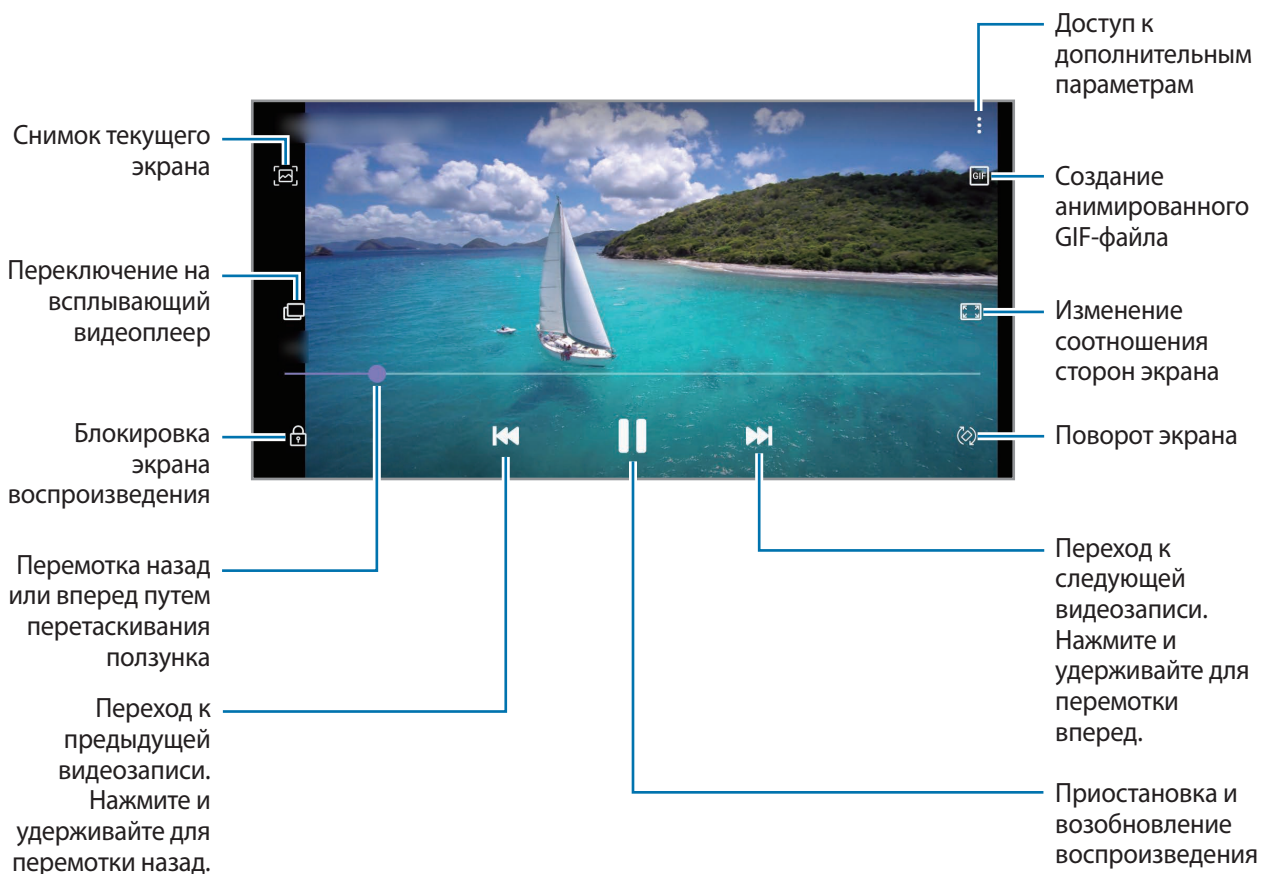 Доступ к
дополнительным
параметрам
Снимок текущего
экрана
GIF
Создание
анимированного
GIF-файла
Переключение на
всплывающий
видеоплеер
Изменение
соотношения
сторон экрана
Блокировка
экрана
воспроизведения
Поворот экрана
Перемотка назад
или вперед путем
перетаскивания
ползунка
Переход к
следующей
видеозаписи.
Нажмите и
удерживайте для
перемотки
вперед.
Переход к
предыдущей
видеозаписи.
Нажмите и
удерживайте для
перемотки назад.
Приостановка и
возобновление
воспроизведения